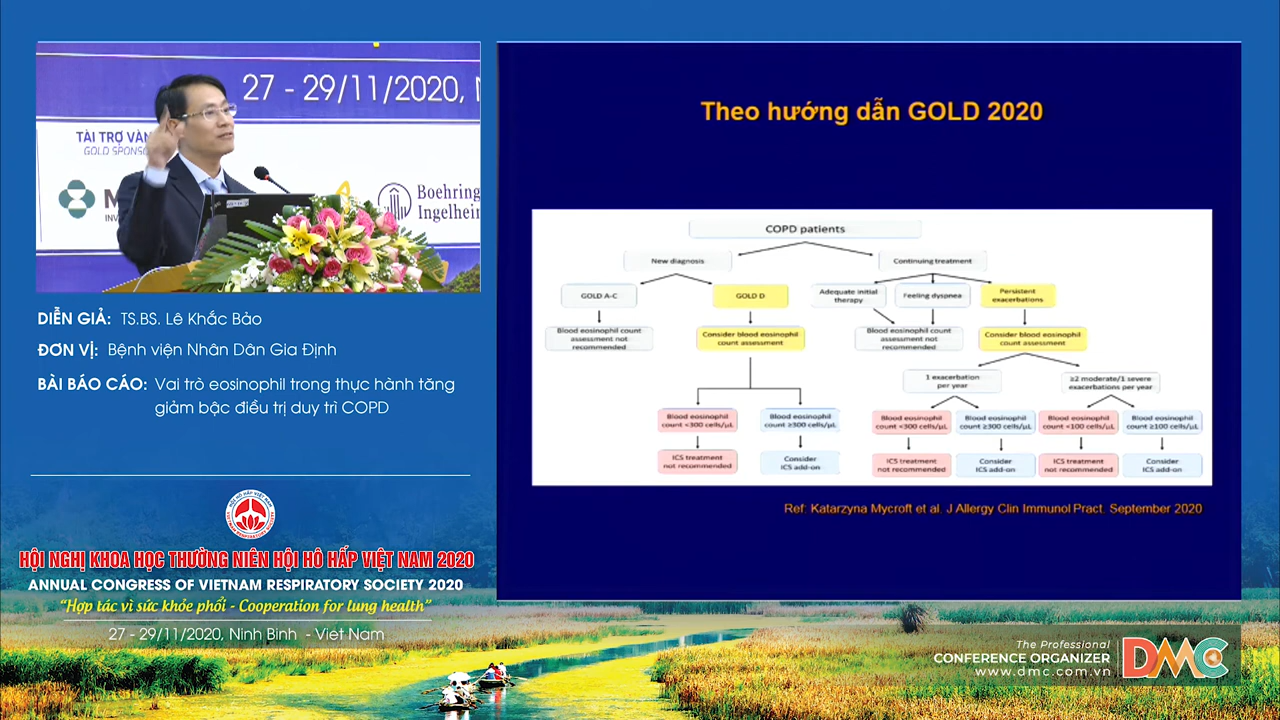 27 - 29/11/2020, N
TÀI TRỢ VÀN
GOLD SPONSO
M
INV
Boehring
Ingelheim
DIỄN GIẢ: TS.BS. Lê Khắc Bảo
ĐƠN VỊ: Bệnh viện Nhân Dân Gia Định
BÀI BÁO CÁO: Vai trò eosinophil trong thực hành tăng
giảm bậc điều trị duy trì COPD
HỘI HÔ HẤP VIỆT NAM
VIETNAM RESPIRATORY SOCIETY
HỘI NGHỊ KHOA HỌC THƯỜNG NIÊN HỘI HÔ HẤP VIỆT NAM 2020
ANNUAL CONGRESS OF VIETNAM RESPIRATORY SOCIETY 2020
“Hợp tác vì sức khỏe phổi - Cooperation for lung health”
27 - 29/11/2020, Ninh Bình - Viet Nam
Theo hướng dẫn GOLD 2020
COPD patients
New diagnosis
Continuing treatment
GOLD A-C
GOLD D
Adequate initial
therapy
Feeling dyspnea
Persistent
exacerbations
Blood eosinophil count
assessment not
recommended
Consider blood eosinophil
count assessment
Blood eosinophil count
assessment not
recommended
Consider blood eosinophil
count assessment
1 exacerbation
per year
≥2 moderate/1 severe
exacerbations per year
Blood eosinophil
count <300 cells/μL
Blood eosinophil
count ≥300 cells/μL
Blood eosinophil
count <300 cells/μL
Blood eosinophil
count ≥300 cells/μL
Blood eosinophil
count <100 cells/μL
Blood eosinophil
count ≥100 cells/μL
ICS treatment
not recommended
Consider
ICS add-on
ICS treatment
not recommended
Consider
ICS add-on
ICS treatment
not recommended
Consider
ICS add-on
Ref: Katarzyna Mycroft et al. J Allergy Clin Immunol Pract. September 2020
The Professional
CONFERENCE ORGANIZER
www.dmc.com.vn
DMC